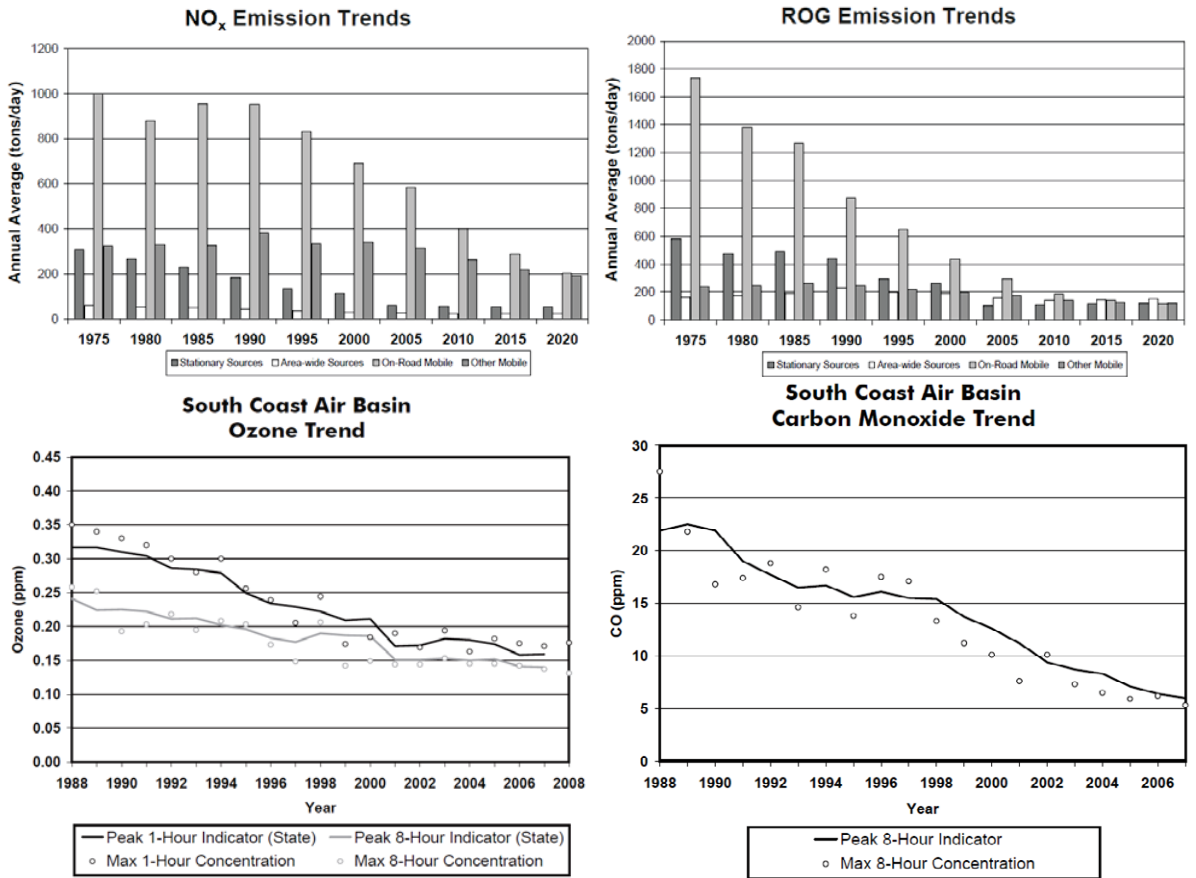 NOx Emission Trends
Annual Average (tons/day)
1200
1000
800
600
400
200
0
1975 1980 1985 1990 1995 2000 2005 2010 2015 2020
Stationary Sources Area-wide Sources On-Road Mobile Other Mobile
ROG Emission Trends
Annual Average (tons/day)
2000
1800
1600
1400
1200
1000
800
600
400
200
0
1975 1980 1985 1990 1995 2000 2005 2010 2015 2020
Stationary Sources Area-wide Sources On-Road Mobile Other Mobile
South Coast Air Basin
Ozone Trend
Ozone (ppm)
0.45
0.40
0.35
0.30
0.25
0.20
0.15
0.10
0.05
0.00
1988 1990 1992 1994 1996 1998 2000 2002 2004 2006 2008
Year
Peak 1-Hour Indicator (State) Peak 8-Hour Indicator (State)
Max 1-Hour Concentration Max 8-Hour Concentration
South Coast Air Basin
Carbon Monoxide Trend
CO (ppm)
30
25
20
15
10
5
0
1988 1990 1992 1994 1996 1998 2000 2002 2004 2006
Year
Peak 8-Hour Indicator
Max 8-Hour Concentration